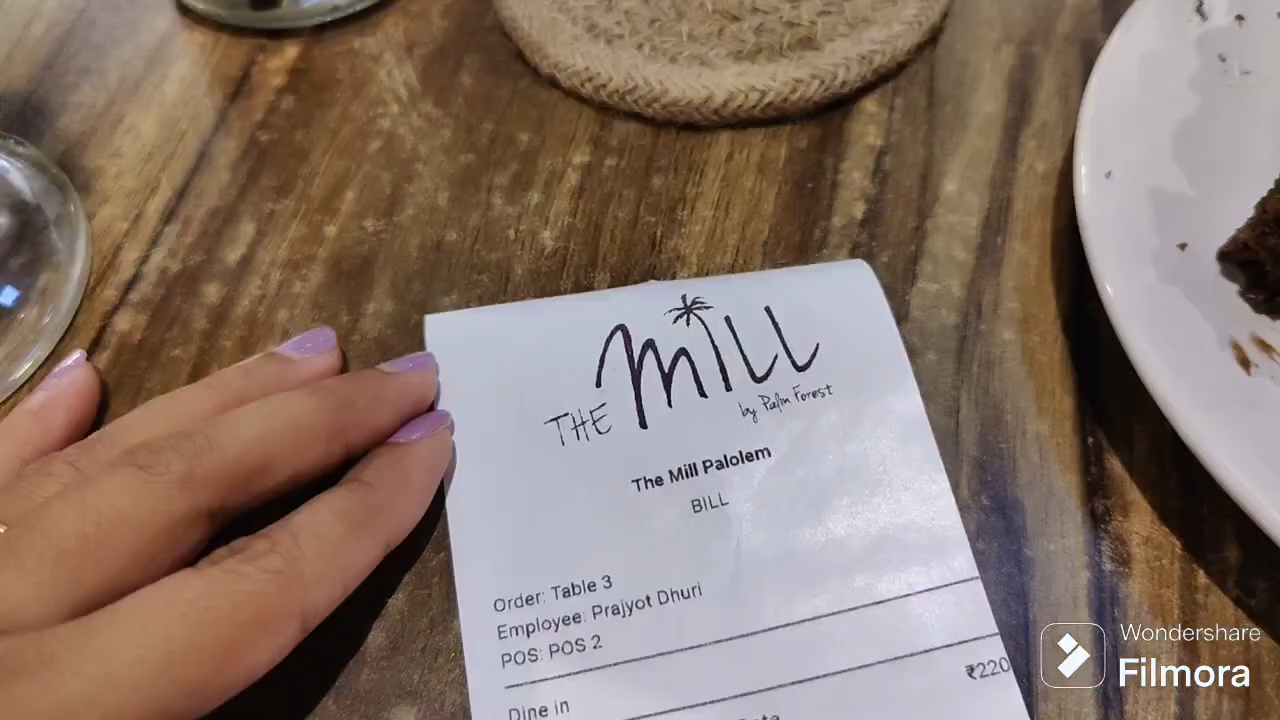 THE MILL
by Palm Forest
The Mill Palolem
BILL
Order: Table 3
Employee: Prajyot Dhuri
POS: POS 2
₹220
Dine in
Wondershare
Filmora